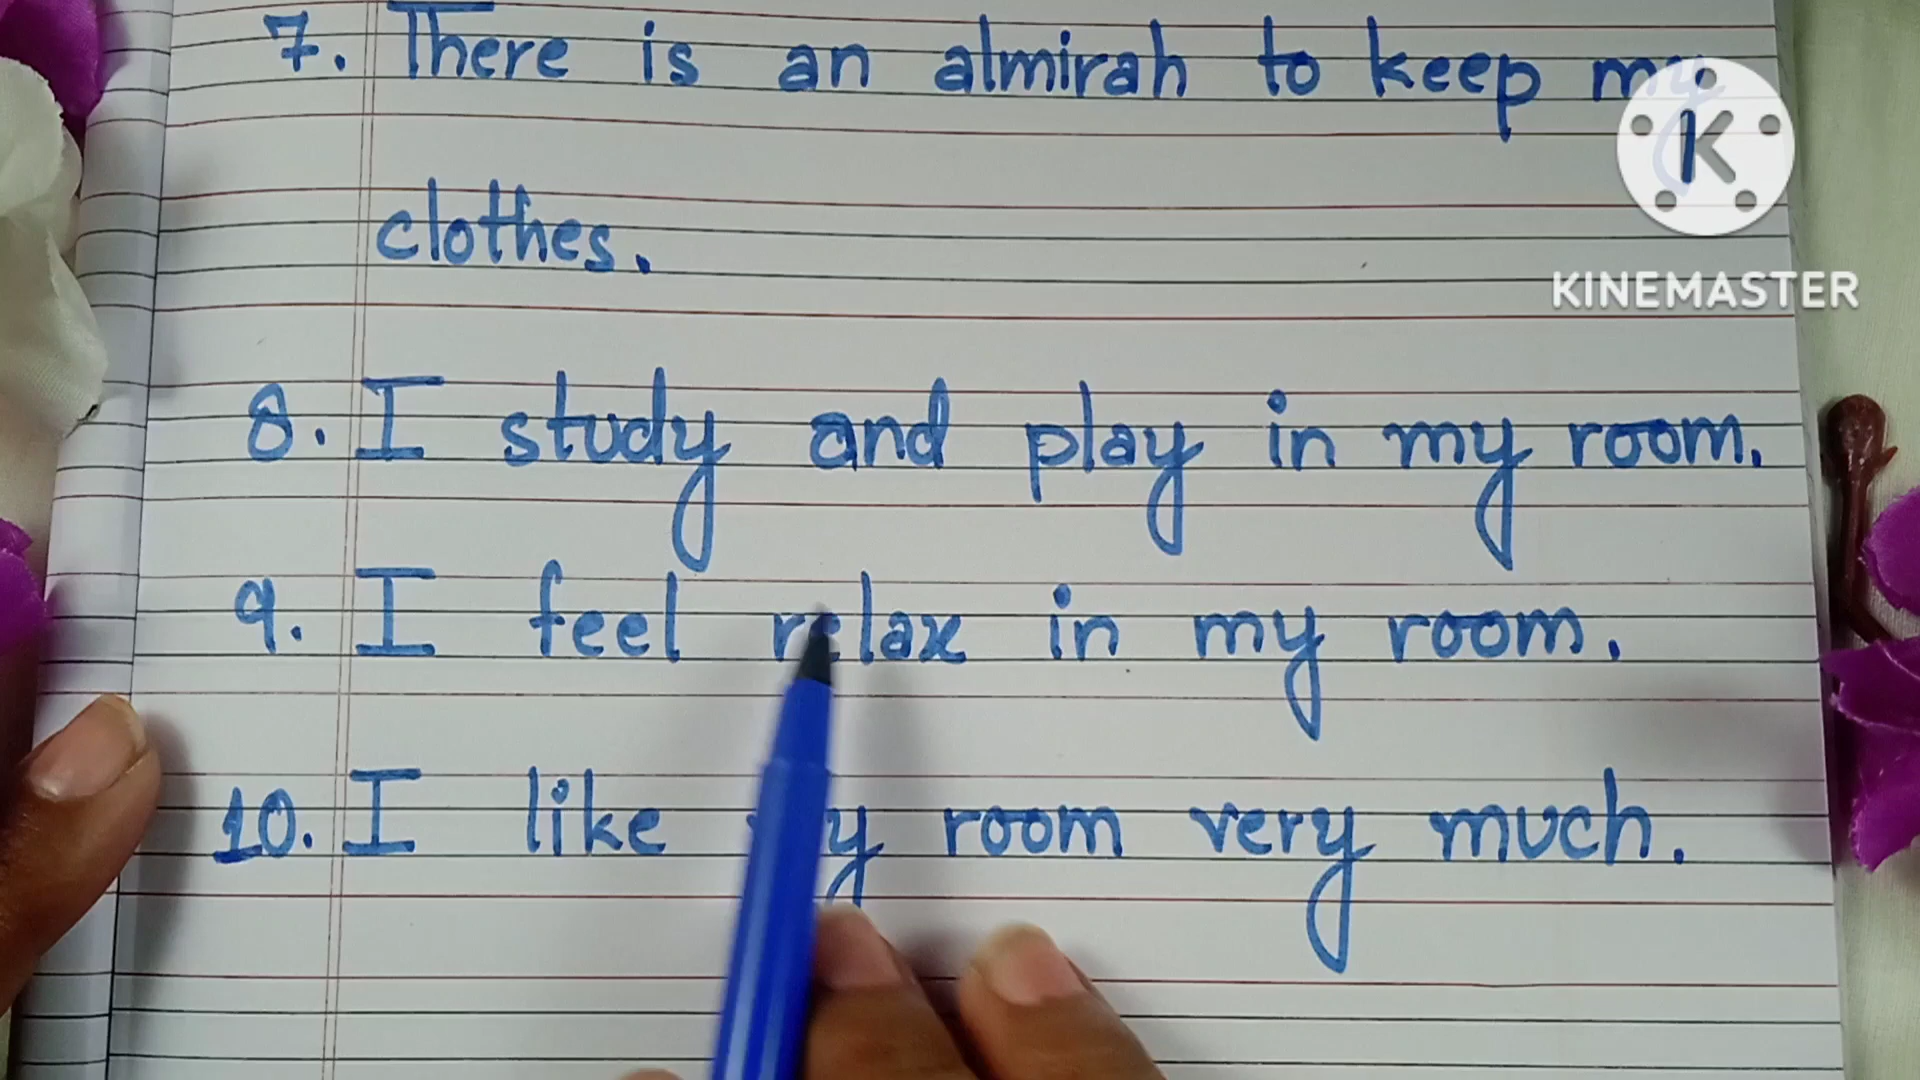 7. There is an almirah to keep my
clothes.
8. I study and play in my room.
9. I feel relax in my room.
10. I like my room very much.
K
KINEMASTER